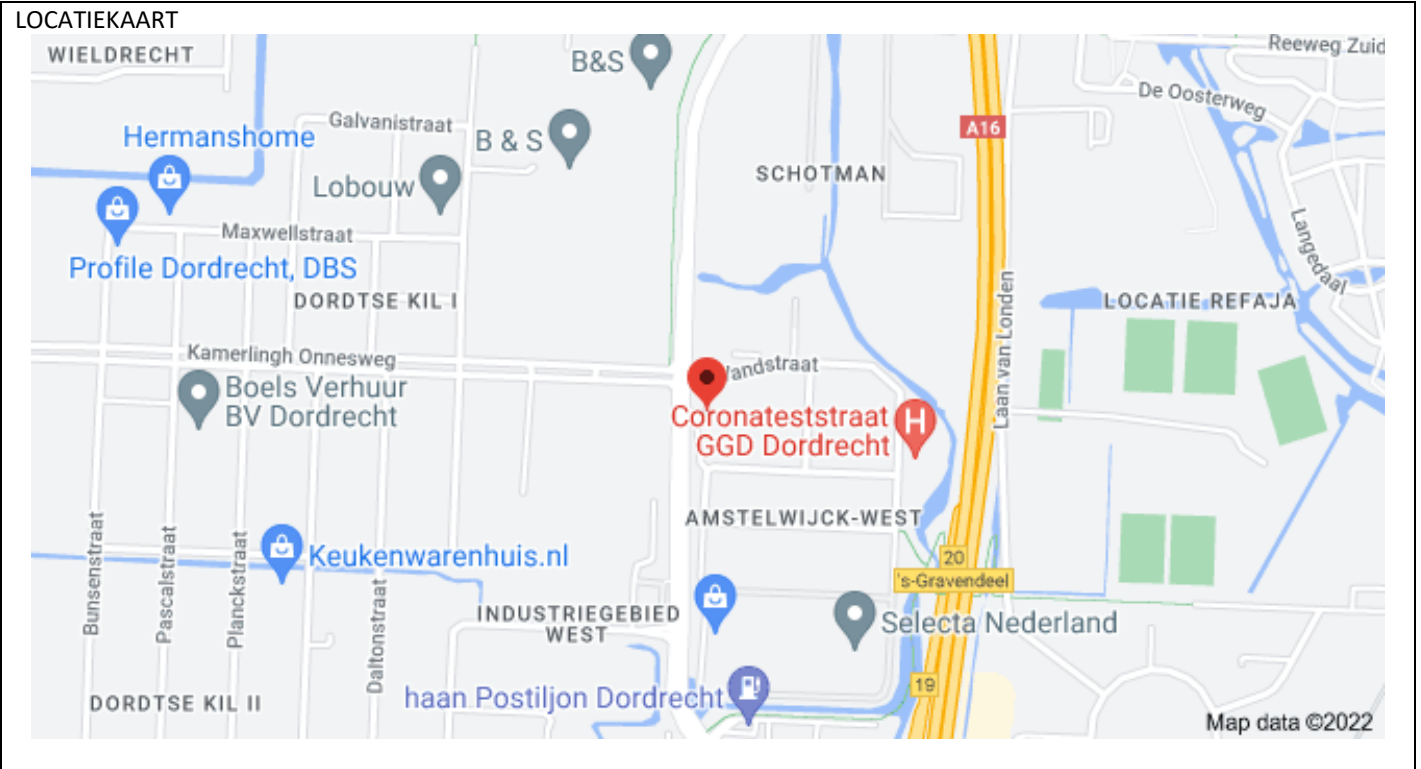 LOCATIEKAART
WIELDRECHT
B&S
Reeweg Zuid
De Oosterweg
Galvanistraat
A16
Hermanshome
B & S
SCHOTMAN
Lobouw
Langedaal
Maxwellstraat
Profile Dordrecht, DBS
DORDTSE KIL I
LOCATIE REFAJA
Laan van Londen
Kamerlingh Onnesweg
andstraat
Boels Verhuur
BV Dordrecht
Coronateststraat
GGD Dordrecht
H
AMSTELWIJCK-WEST
Bunsenstraat
Pascalstraat
Planckstraat
Keukenwarenhuis.nl
20
's-Gravendeel
Daltonstraat
INDUSTRIEGEBIED
WEST
Selecta Nederland
19
haan Postiljon Dordrecht
DORDTSE KIL II
Map data ©2022